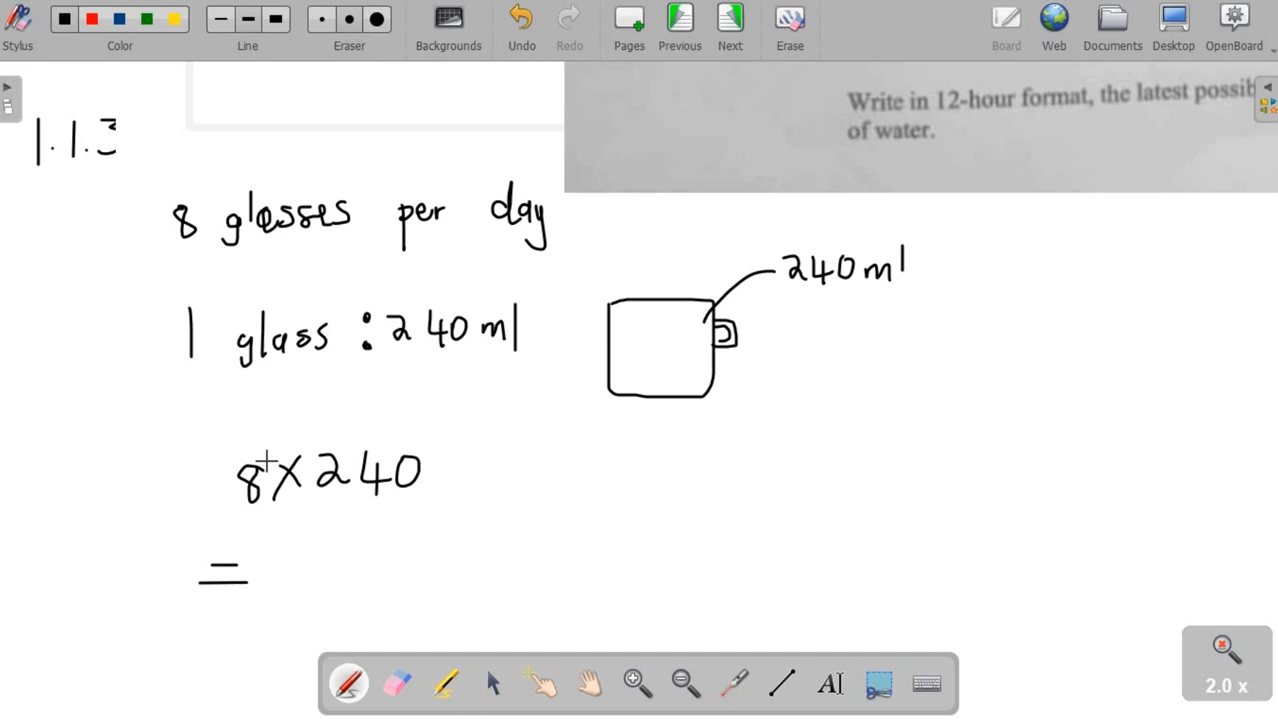 Stylus
Color
Line
Eraser
Backgrounds
Undo
Redo
Pages
Previous
Next
Erase
Board
Web
Documents
Desktop
OpenBoard
Write in 12-hour format, the latest possib
of water.
1.1.3
8 glasses per day
240ml
1 glass : 240ml
8 X 240
=
AI
2.0 x